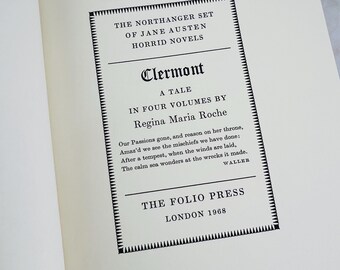 THE NORTHANGER SET
OF JANE AUSTEN
HORRID NOVELS
Clermont
A TALE
IN FOUR VOLUMES BY
Regina Maria Roche
Our Passions gone, and reason on her throne,
Amaz'd we see the mischiefs we have done:
After a tempest, when the winds are laid,
The calm sea wonders at the wrecks it made.
WALLER
THE FOLIO PRESS
LONDON 1968